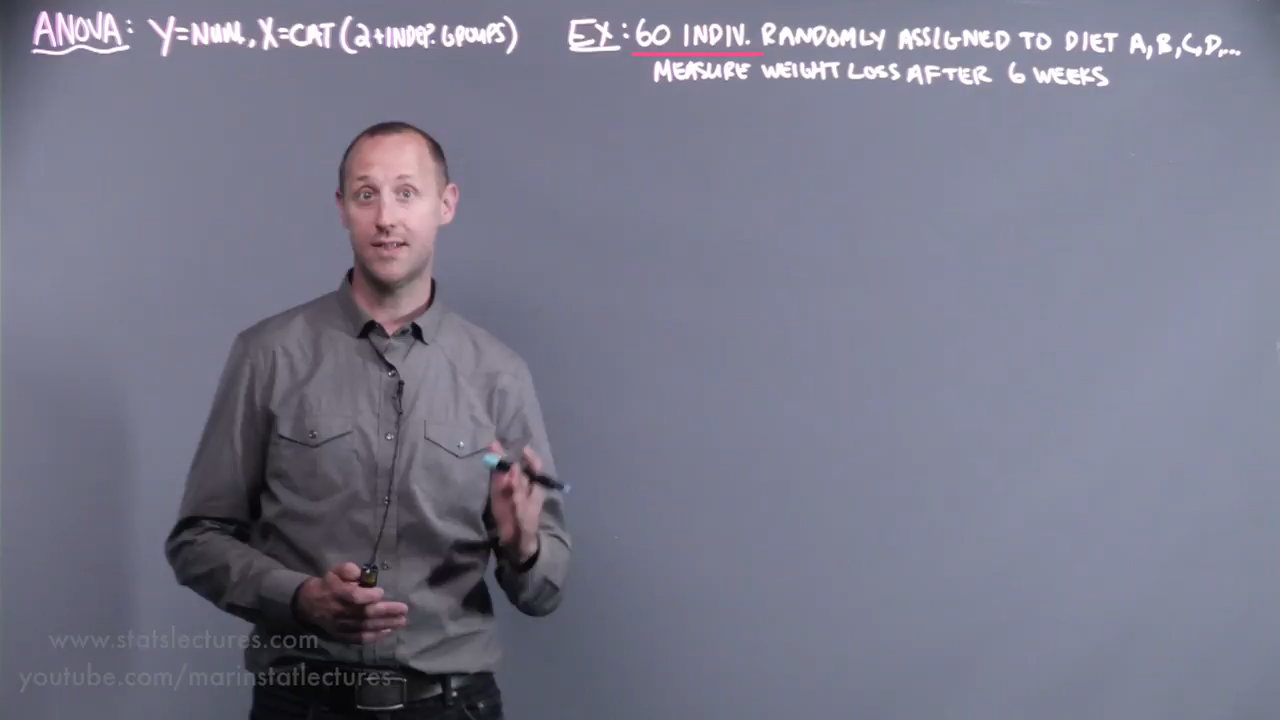 ANOVA: Y=NUM, X=CAT (2+INDEP. GROUPS)
EX: 60 INDIV. RANDOMLY ASSIGNED TO DIET A, B, C, D,...
MEASURE WEIGHT LOSS AFTER 6 WEEKS
www.statslectures.com
youtube.com/marinstatlectures